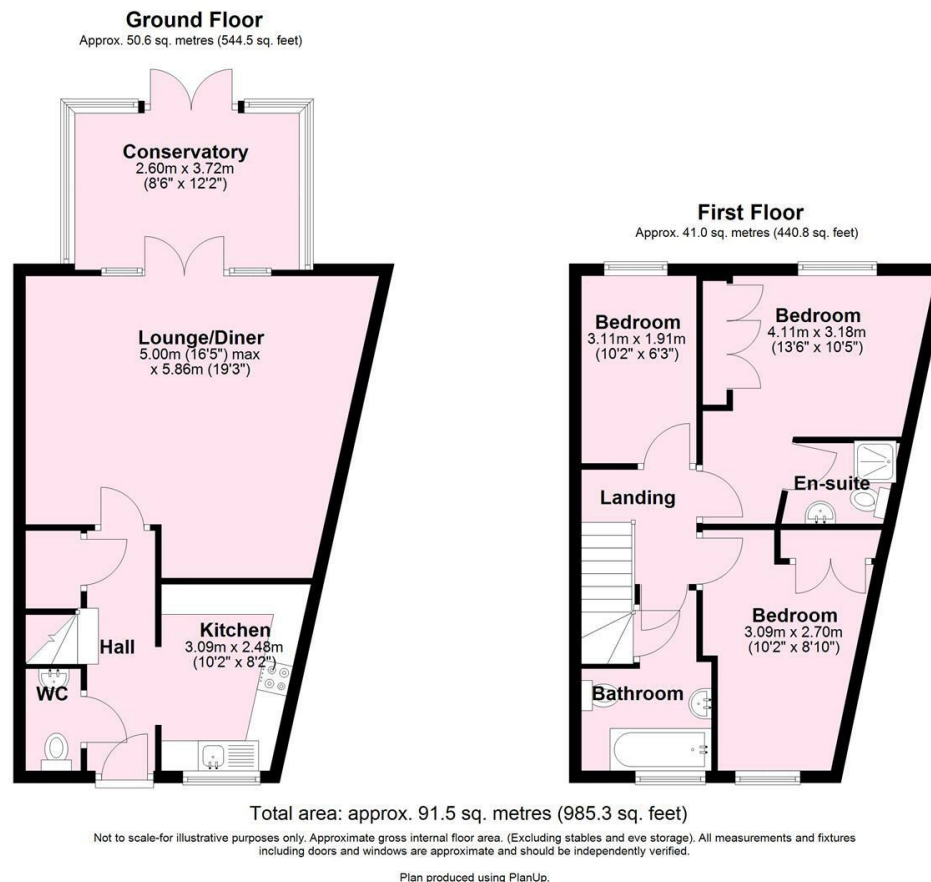 Ground Floor
Approx. 50.6 sq. metres (544.5 sq. feet)
Conservatory
2.60m x 3.72m
(8'6" x 12'2")
Lounge/Diner
5.00m (16'5") max
x 5.86m (19'3")
Hall
Kitchen
3.09m x 2.48m
(10'2" x 8'2")
WC
First Floor
Approx. 41.0 sq. metres (440.8 sq. feet)
Bedroom
3.11m x 1.91m
(10'2" x 6'3")
Bedroom
4.11m x 3.18m
(13'6" x 10'5")
En-suite
Landing
Bedroom
3.09m x 2.70m
(10'2" x 8'10")
Bathroom
Total area: approx. 91.5 sq. metres (985.3 sq. feet)
Not to scale-for illustrative purposes only. Approximate gross internal floor area. (Excluding stables and eve storage). All measurements and fixtures
including doors and windows are approximate and should be independently verified.
Plan produced using PlanUp.